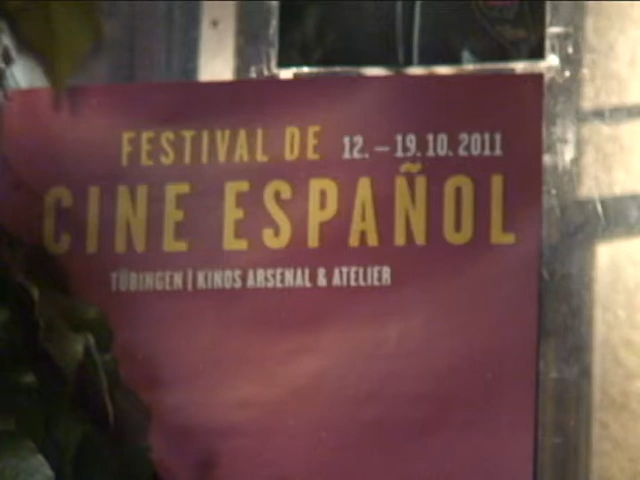 FESTIVAL DE 12. – 19.10.2011
CINE ESPAÑOL
TÜBINGEN | KINOS ARSENAL & ATELIER